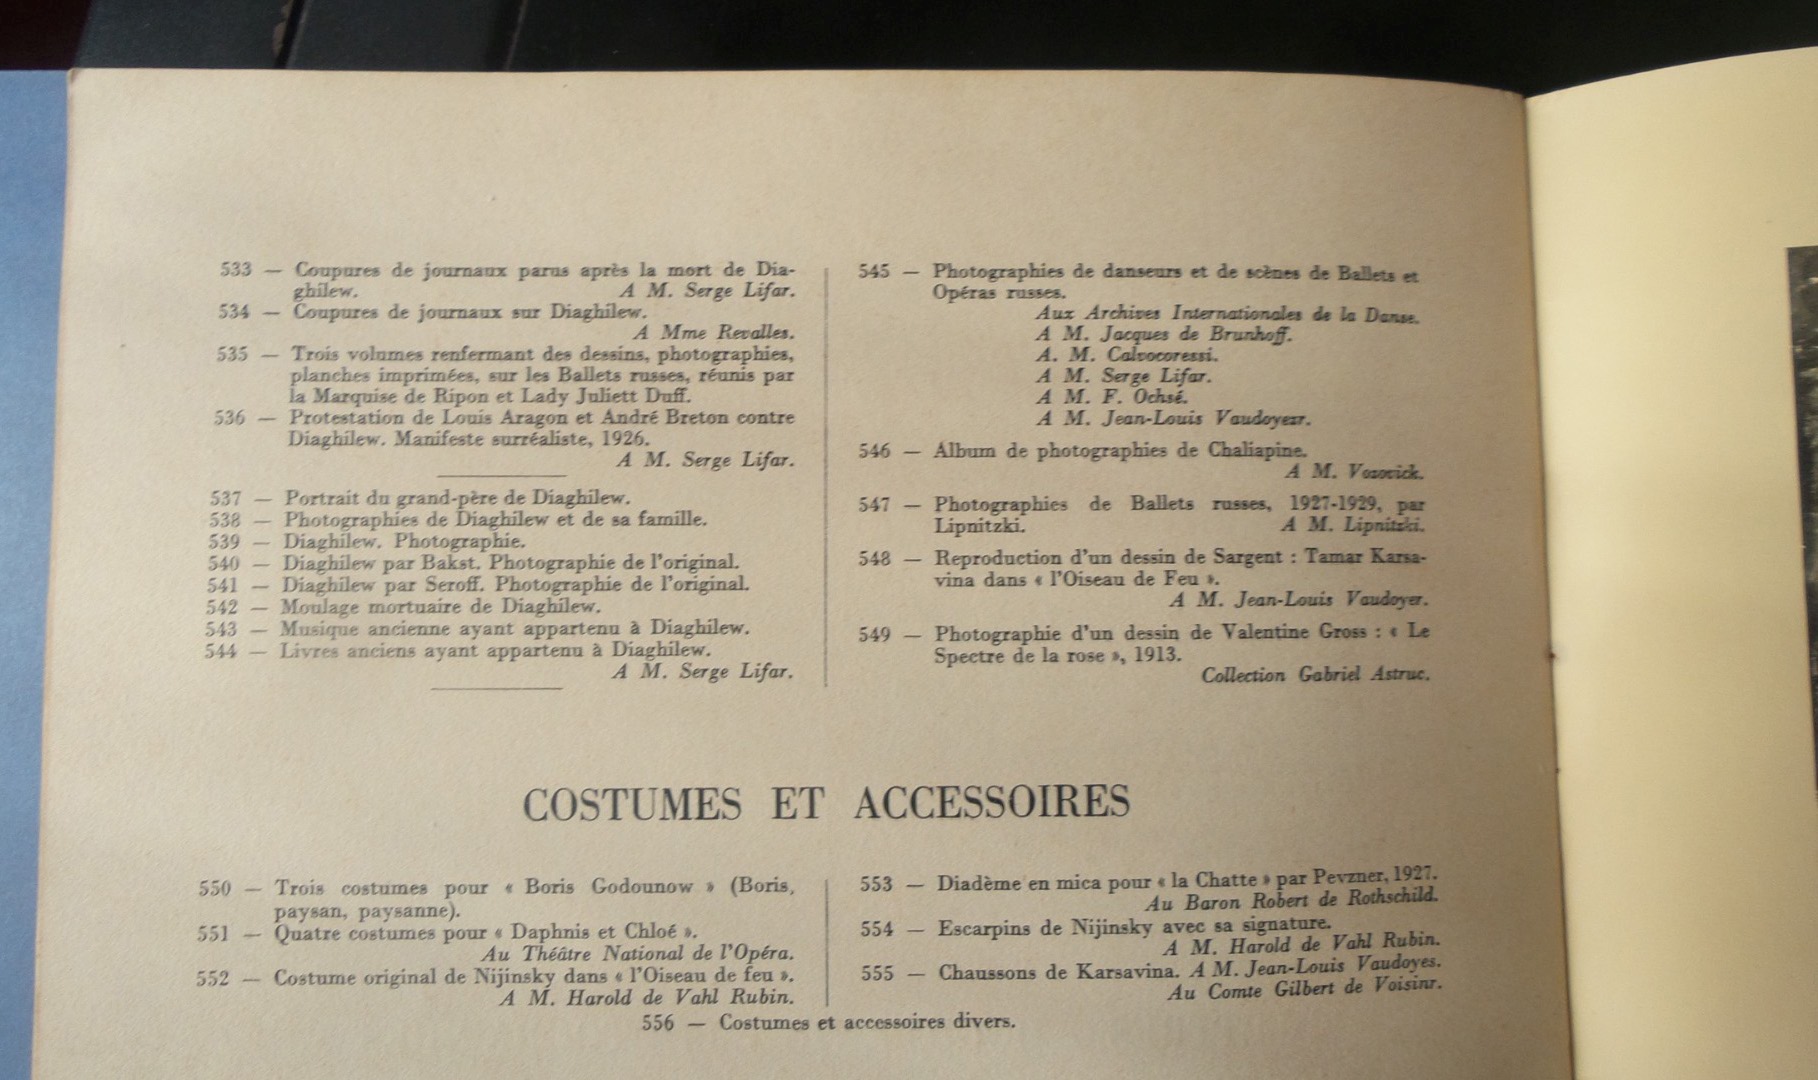 533 — Coupures de journaux parus après la mort de Dia-
ghilew. A M. Serge Lifar.
534 — Coupures de journaux sur Diaghilew.
A Mme Revalles.
535 — Trois volumes renfermant des dessins, photographies,
planches imprimées, sur les Ballets russes, réunis par
la Marquise de Ripon et Lady Juliett Duff.
536 — Protestation de Louis Aragon et André Breton contre
Diaghilew. Manifeste surréaliste, 1926.
A M. Serge Lifar.
537 — Portrait du grand-père de Diaghilew.
538 — Photographies de Diaghilew et de sa famille.
539 — Diaghilew. Photographie.
540 — Diaghilew par Bakst. Photographie de l'original.
541 — Diaghilew par Seroff. Photographie de l'original.
542 — Moulage mortuaire de Diaghilew.
543 — Musique ancienne ayant appartenu à Diaghilew.
544 — Livres anciens ayant appartenu à Diaghilew.
A M. Serge Lifar.
545 — Photographies de danseurs et de scènes de Ballets et
Opéras russes.
Aux Archives Internationales de la Danse.
A M. Jacques de Brunhoff.
A. M. Calvocoressi.
A M. Serge Lifar.
A M. F. Ochsé.
A M. Jean-Louis Vaudoyer.
546 — Album de photographies de Chaliapine.
A M.
547 — Photographies de Ballets russes, 1927-1929, par
Lipnitzki. A M. Lipnitzki.
548 — Reproduction d'un dessin de Sargent : Tamar Karsa-
vina dans « l'Oiseau de Feu ».
A M. Jean-Louis Vaudoyer.
549 — Photographie d'un dessin de Valentine Gross : « Le
Spectre de la rose », 1913.
Collection Gabriel Astruc.
COSTUMES ET ACCESSOIRES
550 — Trois costumes pour « Boris Godounow » (Boris,
paysan, paysanne).
551 — Quatre costumes pour « Daphnis et Chloé ».
Au Théâtre National de l'Opéra.
552 — Costume original de Nijinsky dans « l'Oiseau de feu ».
A M. Harold de Vahl Rubin.
553 — Diadème en mica pour « la Chatte » par Pevzner, 1927.
Au Baron Robert de Rothschild.
554 — Escarpins de Nijinsky avec sa signature.
A M. Harold de Vahl Rubin.
555 — Chaussons de Karsavina. A M. Jean-Louis Vaudoyes.
Au Comte Gilbert de Voisinr.
556 — Costumes et accessoires divers.